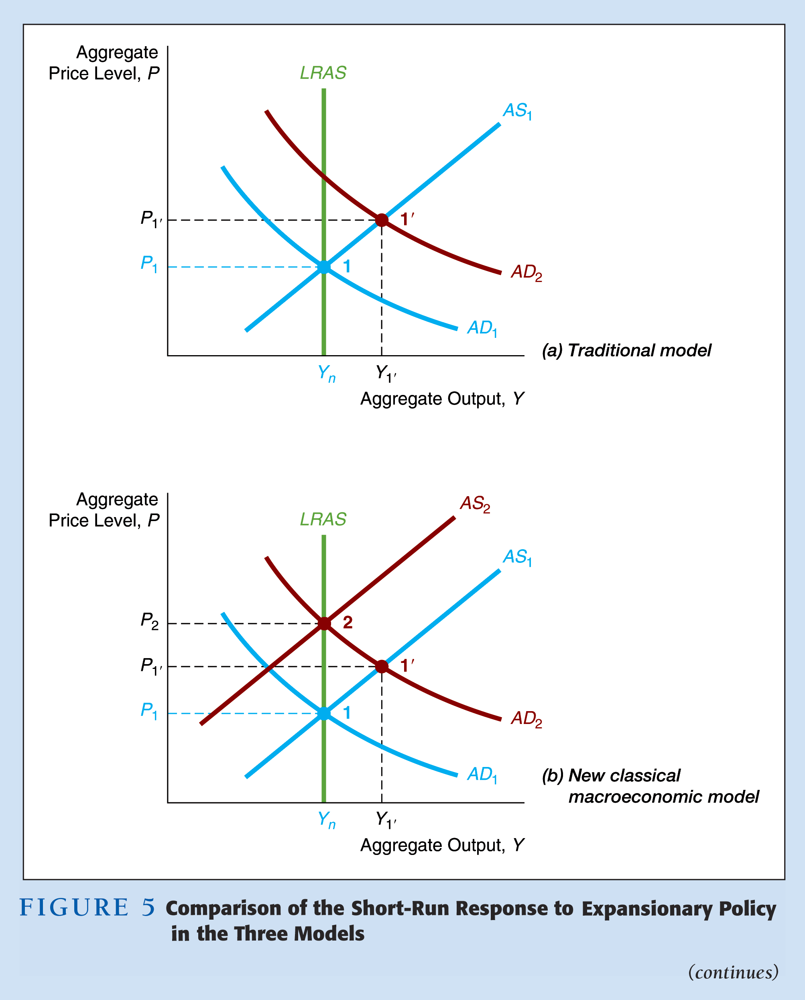 Aggregate
Price Level, P
LRAS
AS1
P1′
1′
P1
1
AD2
AD1
(a) Traditional model
Yn
Y1′
Aggregate Output, Y
Aggregate
Price Level, P
AS2
LRAS
AS1
P2
2
P1′
1′
P1
1
AD2
AD1
(b) New classical
macroeconomic model
Yn
Y1′
Aggregate Output, Y
FIGURE 5 Comparison of the Short-Run Response to Expansionary Policy
in the Three Models
(continues)